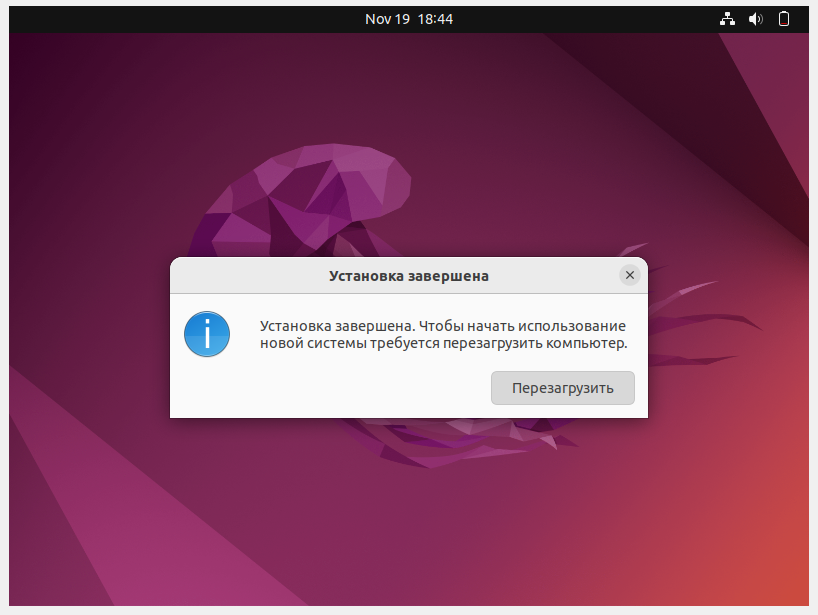 Nov 19 18:44
Установка завершена
Установка завершена. Чтобы начать использование
новой системы требуется перезагрузить компьютер.
Перезагрузить